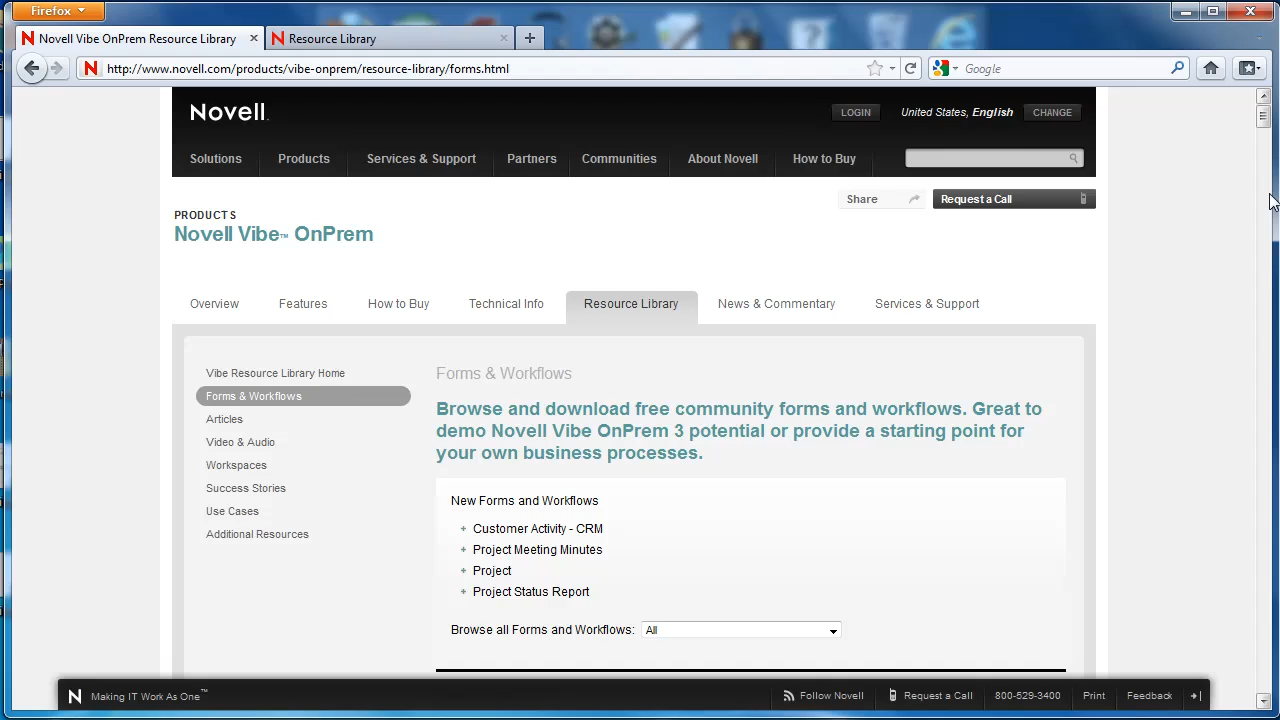 Firefox
Novell Vibe OnPrem Resource Library
Resource Library
http://www.novell.com/products/vibe-onprem/resource-library/forms.html
Google
Novell.
LOGIN
United States, English
CHANGE
Solutions
Products
Services & Support
Partners
Communities
About Novell
How to Buy
Share
Request a Call
PRODUCTS
Novell Vibe™ OnPrem
Overview
Features
How to Buy
Technical Info
Resource Library
News & Commentary
Services & Support
Vibe Resource Library Home
Forms & Workflows
Articles
Video & Audio
Workspaces
Success Stories
Use Cases
Additional Resources
Forms & Workflows
Browse and download free community forms and workflows. Great to
demo Novell Vibe OnPrem 3 potential or provide a starting point for
your own business processes.
New Forms and Workflows
Customer Activity - CRM
Project Meeting Minutes
Project
Project Status Report
Browse all Forms and Workflows: All
N Making IT Work As One™
Follow Novell
Request a Call
800-529-3400
Print
Feedback